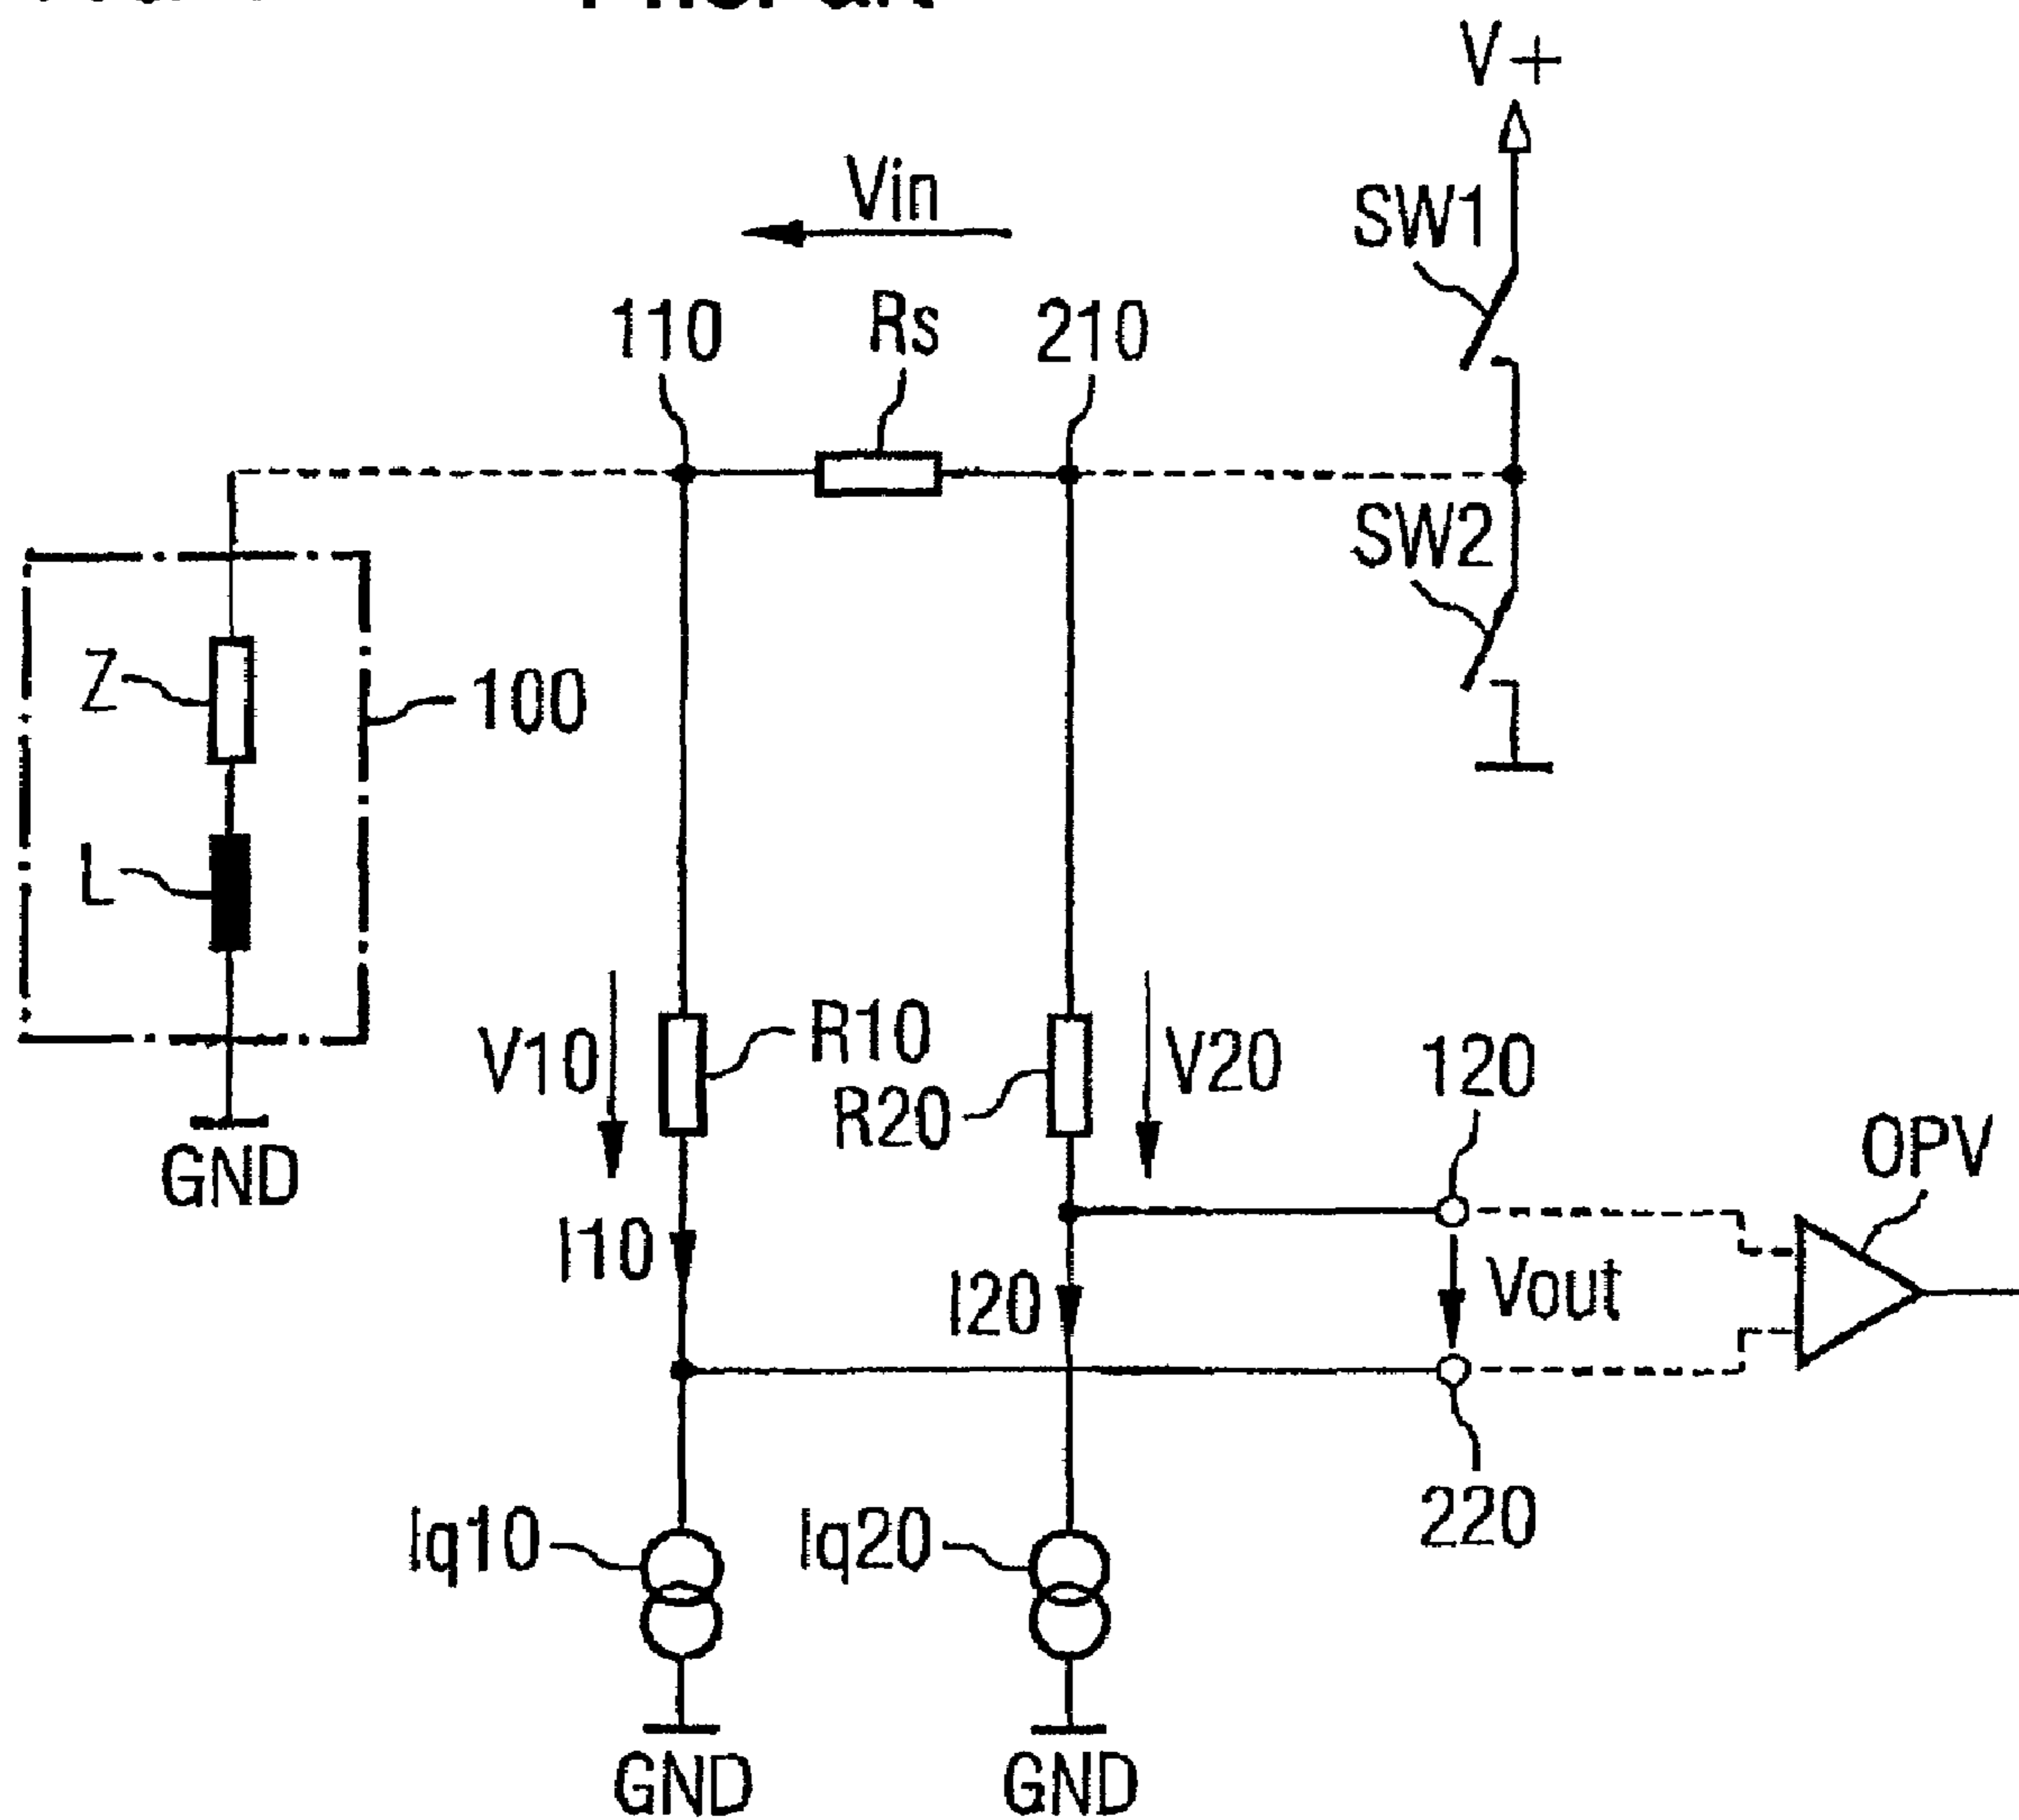 Prior art
V+
Vin
SW1
110
Rs
210
SW2
Z
100
L
V10
R10
R20
V20
120
OPV
GND
I10
I20
Vout
220
Iq10
Iq20
GND
GND